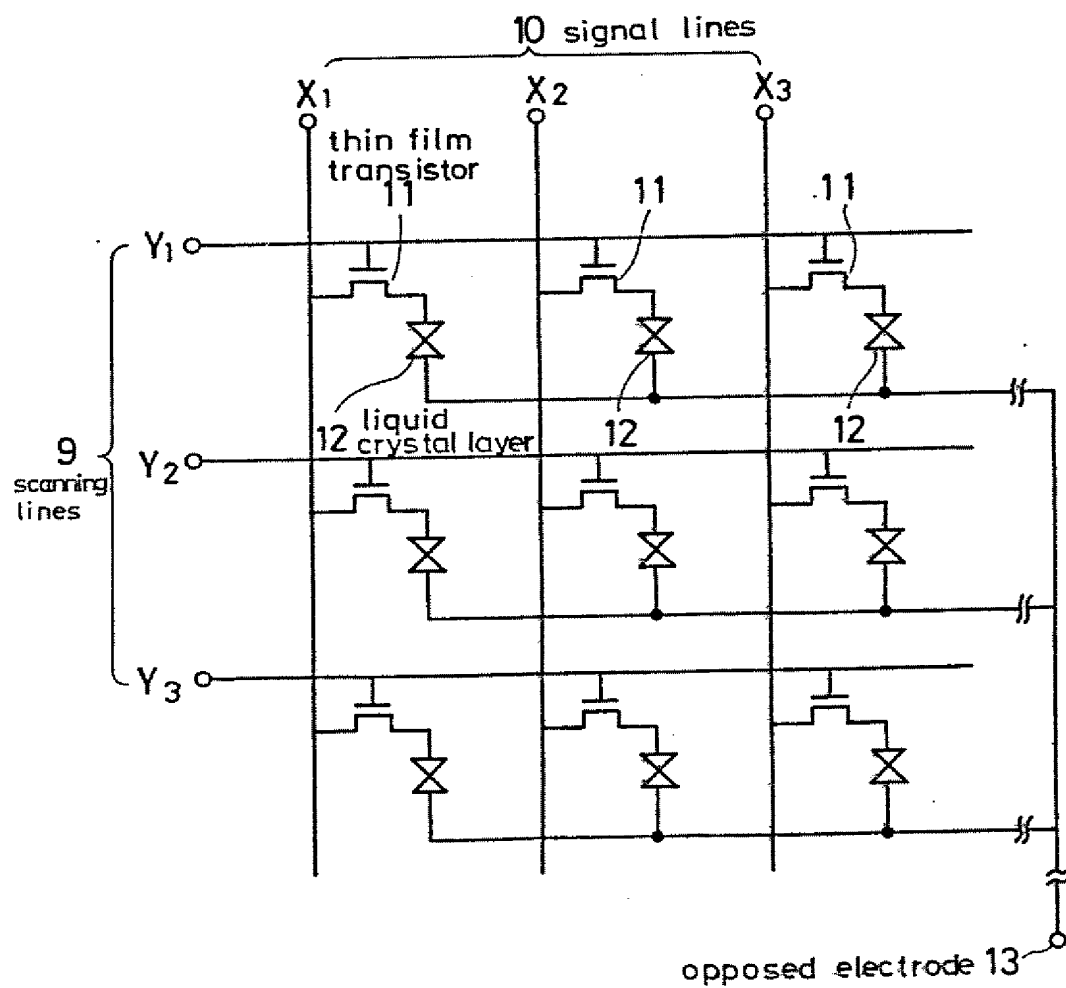 10 signal lines
X1 X2 X3
thin film
transistor
11 11 11
Y1
12 liquid
crystal layer
12 12
9
scanning
lines
Y2
Y3
opposed electrode 13